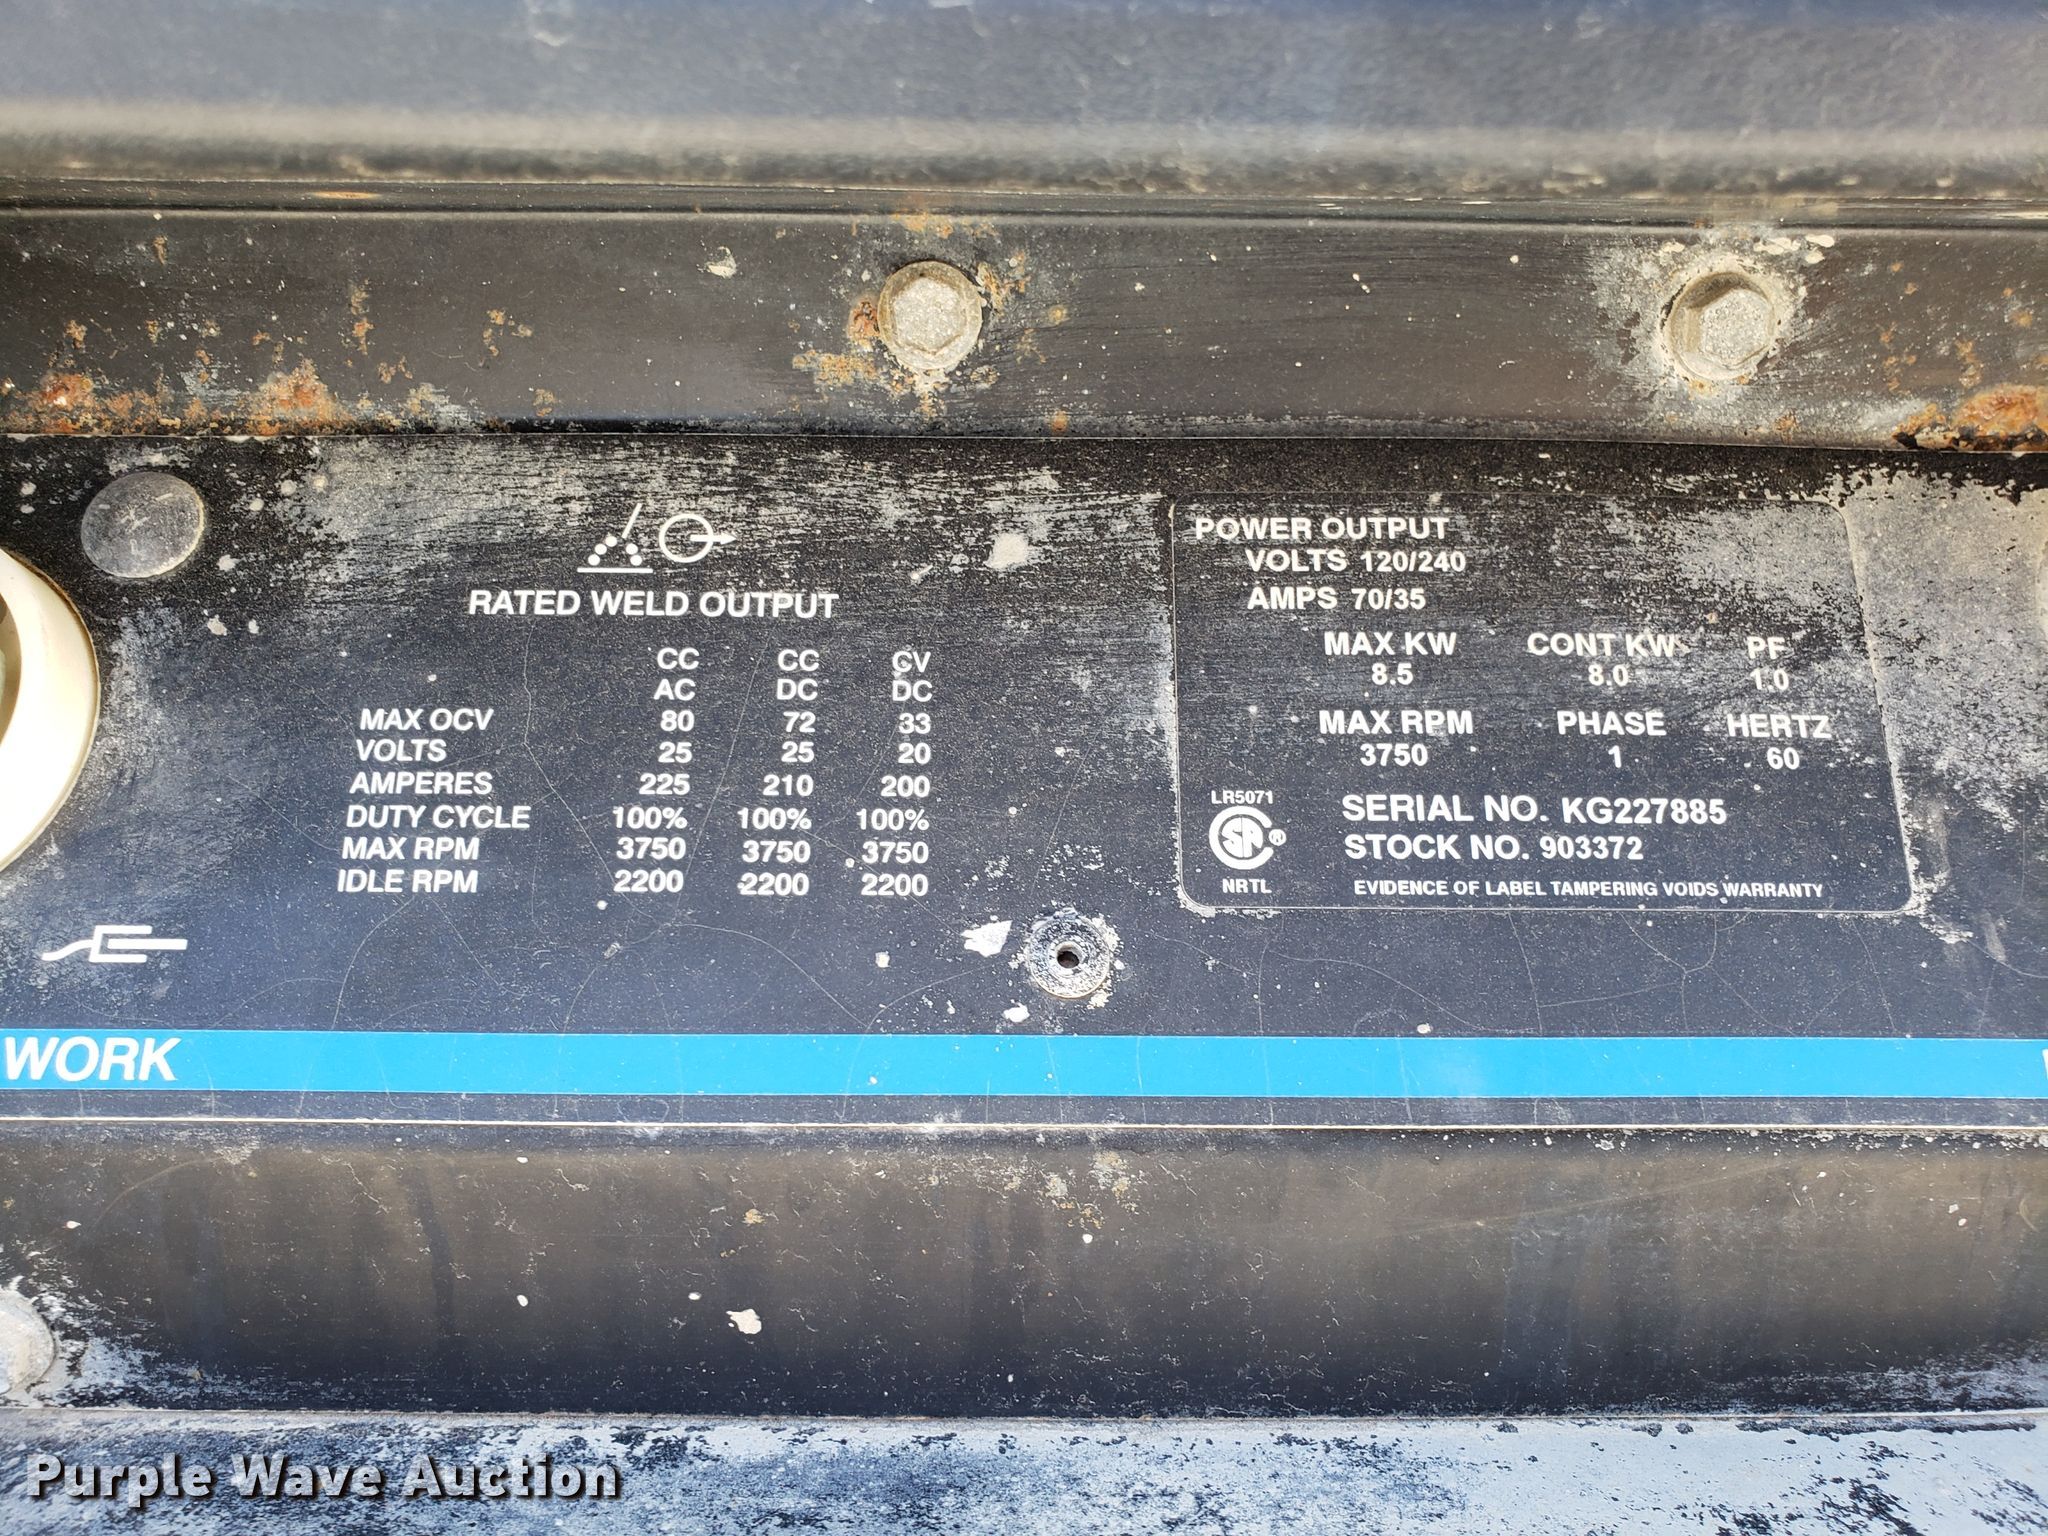 RATED WELD OUTPUT
CC CC CV
AC DC DC
MAX OCV 80 72 33
VOLTS 25 25 20
AMPERES 225 210 200
DUTY CYCLE 100% 100% 100%
MAX RPM 3750 3750 3750
IDLE RPM 2200 2200 2200
POWER OUTPUT
VOLTS 120/240
AMPS 70/35
MAX KW CONT KW PF
8.5 8.0 1.0
MAX RPM PHASE HERTZ
3750 1 60
LR5071
SERIAL NO. KG227885
STOCK NO. 903372
NRTL
EVIDENCE OF LABEL TAMPERING VOIDS WARRANTY
WORK
Purple Wave Auction